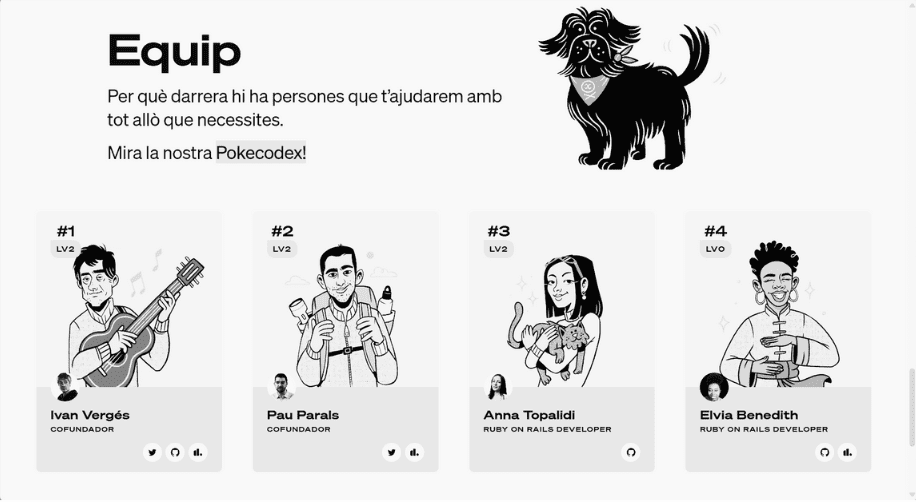 Equip
Per què darrera hi ha persones que t'ajudarem amb
tot allò que necessites.
Mira la nostra Pokecodex!
#1
LV2
Ivan Vergés
COFUNDADOR
#2
LV2
Pau Parals
COFUNDADOR
#3
LV2
Anna Topalidi
RUBY ON RAILS DEVELOPER
#4
LV0
Elvia Benedith
RUBY ON RAILS DEVELOPER